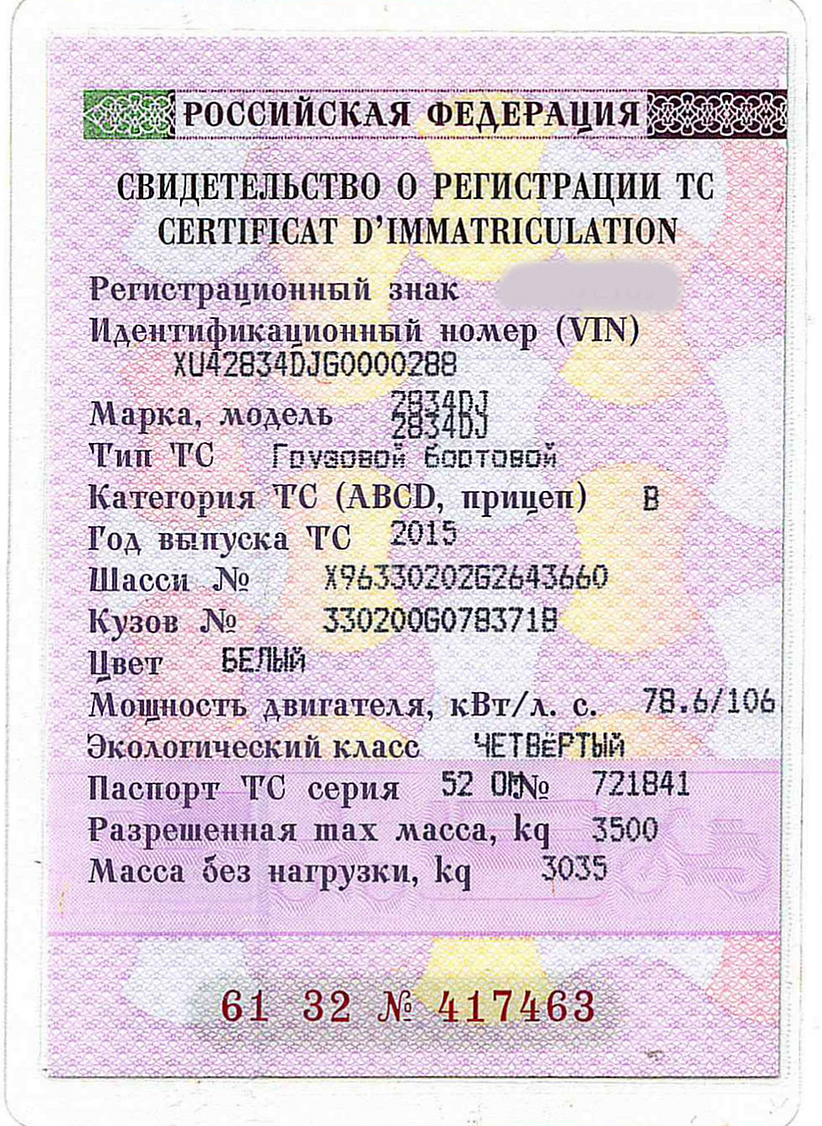 РОССИЙСКАЯ ФЕДЕРАЦИЯ
СВИДЕТЕЛЬСТВО О РЕГИСТРАЦИИ ТС
CERTIFICAT D'IMMATRICULATION
Регистрационный знак
Идентификационный номер (VIN)
XU42834DJG0000288
Марка, модель 2834DJ
2834DJ
Тип ТС Грузовой бортовой
Категория ТС (ABCD, прицеп) B
Год выпуска ТС 2015
Шасси № X96330202G2643660
Кузов № 330200G0783718
Цвет БЕЛЫЙ
Мощность двигателя, кВт/л. с. 78.6/106
Экологический класс ЧЕТВЁРТЫЙ
Паспорт ТС серия 52 ОМ№ 721841
Разрешенная max масса, kq 3500
Масса без нагрузки, kq 3035
61 32 № 417463